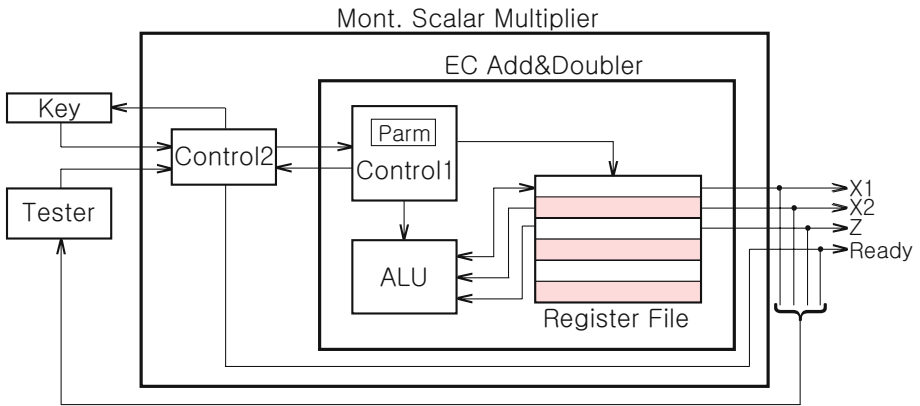 Mont. Scalar Multiplier
EC Add&Doubler
Key
Parm
Control2
Control1
Tester
X1
X2
Z
Ready
ALU
Register File